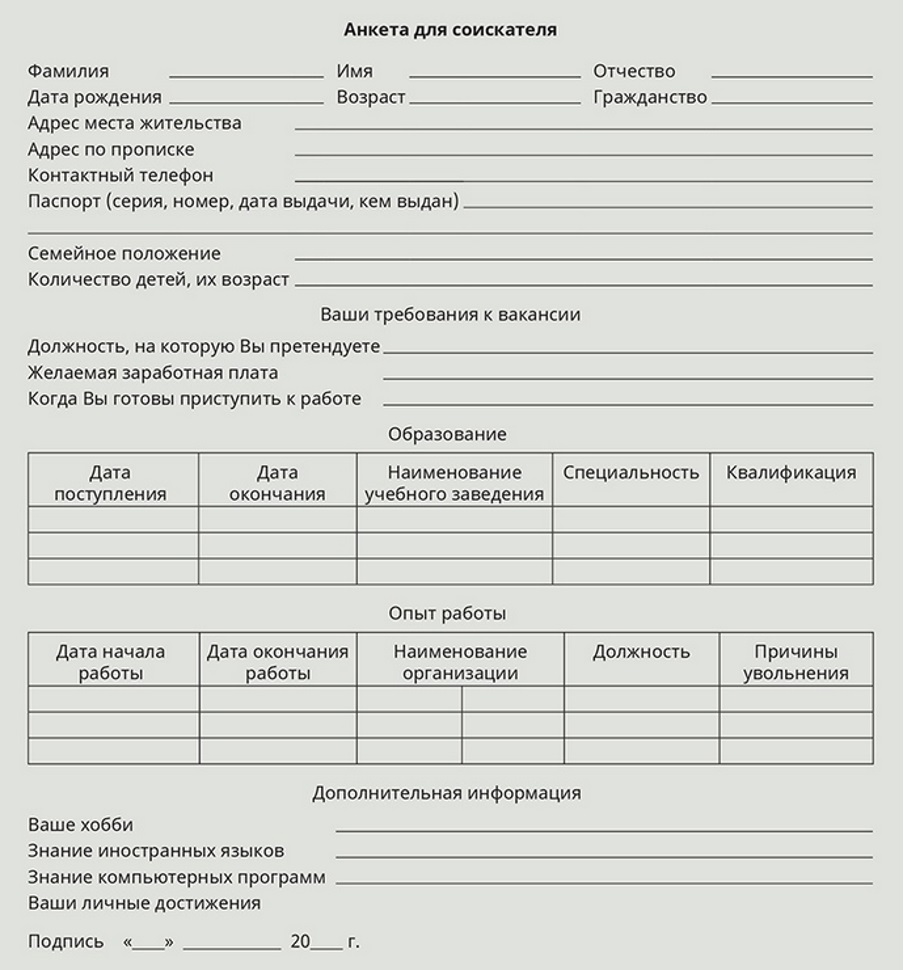 Анкета для соискателя
Фамилия ____________ Имя ____________ Отчество ____________
Дата рождения ____________ Возраст ____________ Гражданство ____________
Адрес места жительства ____________
Адрес по прописке ____________
Контактный телефон ____________
Паспорт (серия, номер, дата выдачи, кем выдан) ____________
Семейное положение ____________
Количество детей, их возраст ____________
Ваши требования к вакансии
Должность, на которую Вы претендуете ____________
Желаемая заработная плата ____________
Когда Вы готовы приступить к работе ____________
Образование
Дата поступления | Дата окончания | Наименование учебного заведения | Специальность | Квалификация
Опыт работы
Дата начала работы | Дата окончания работы | Наименование организации | Должность | Причины увольнения
Дополнительная информация
Ваше хобби ____________
Знание иностранных языков ____________
Знание компьютерных программ ____________
Ваши личные достижения
Подпись «___» __________ 20___ г.